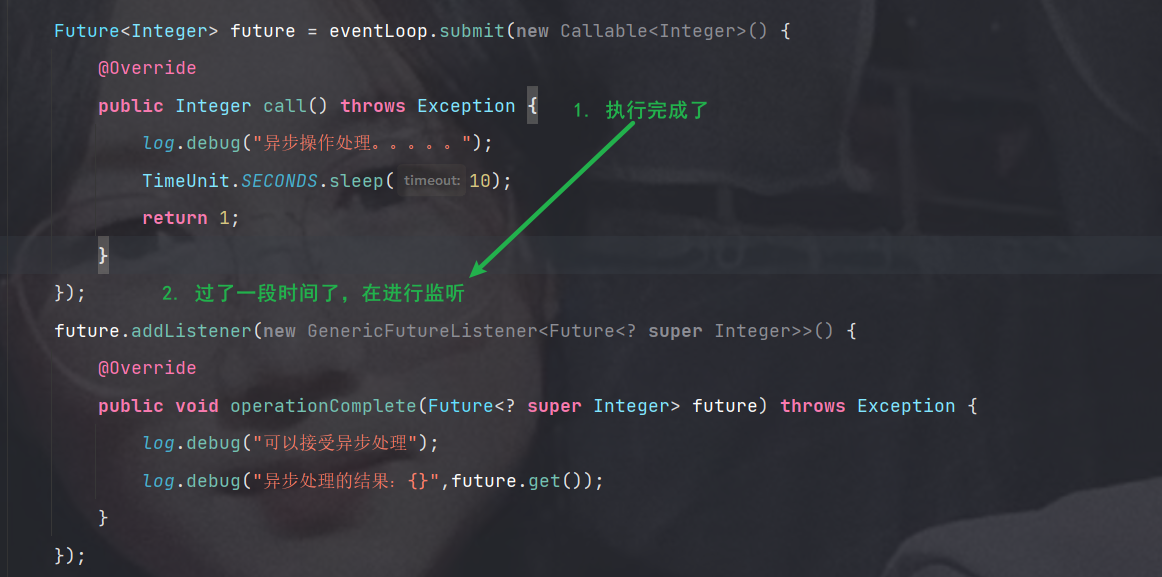 Future<Integer> future = eventLoop.submit(new Callable<Integer>() {
@Override
public Integer call() throws Exception {    1. 执行完成了
log.debug("异步操作处理。。。。。");
TimeUnit.SECONDS.sleep( timeout: 10);
return 1;
}
});    2. 过了一段时间了，在进行监听
future.addListener(new GenericFutureListener<Future<? super Integer>>() {
@Override
public void operationComplete(Future<? super Integer> future) throws Exception {
log.debug("可以接受异步处理");
log.debug("异步处理的结果：{}",future.get());
}
});